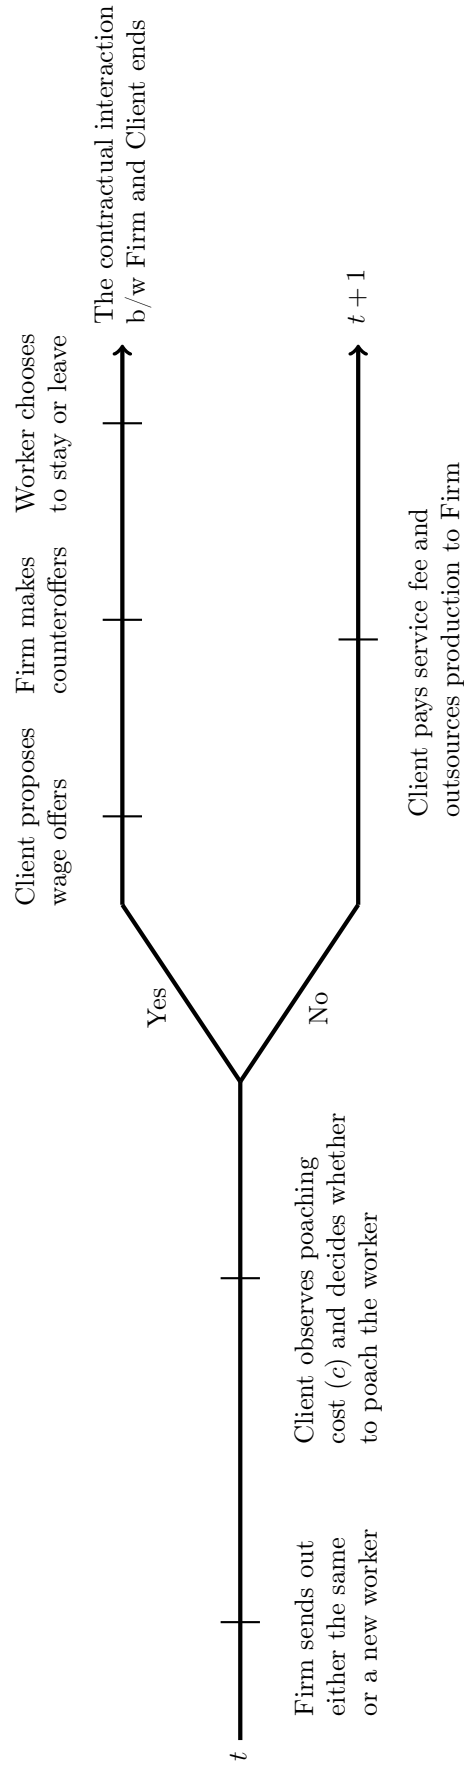 t
Firm sends out
either the same
or a new worker
Client observes poaching
cost (c) and decides whether
to poach the worker
Yes
No
Client proposes
wage offers
Firm makes
counteroffers
Worker chooses
to stay or leave
The contractual interaction
b/w Firm and Client ends
Client pays service fee and
outsources production to Firm
t + 1